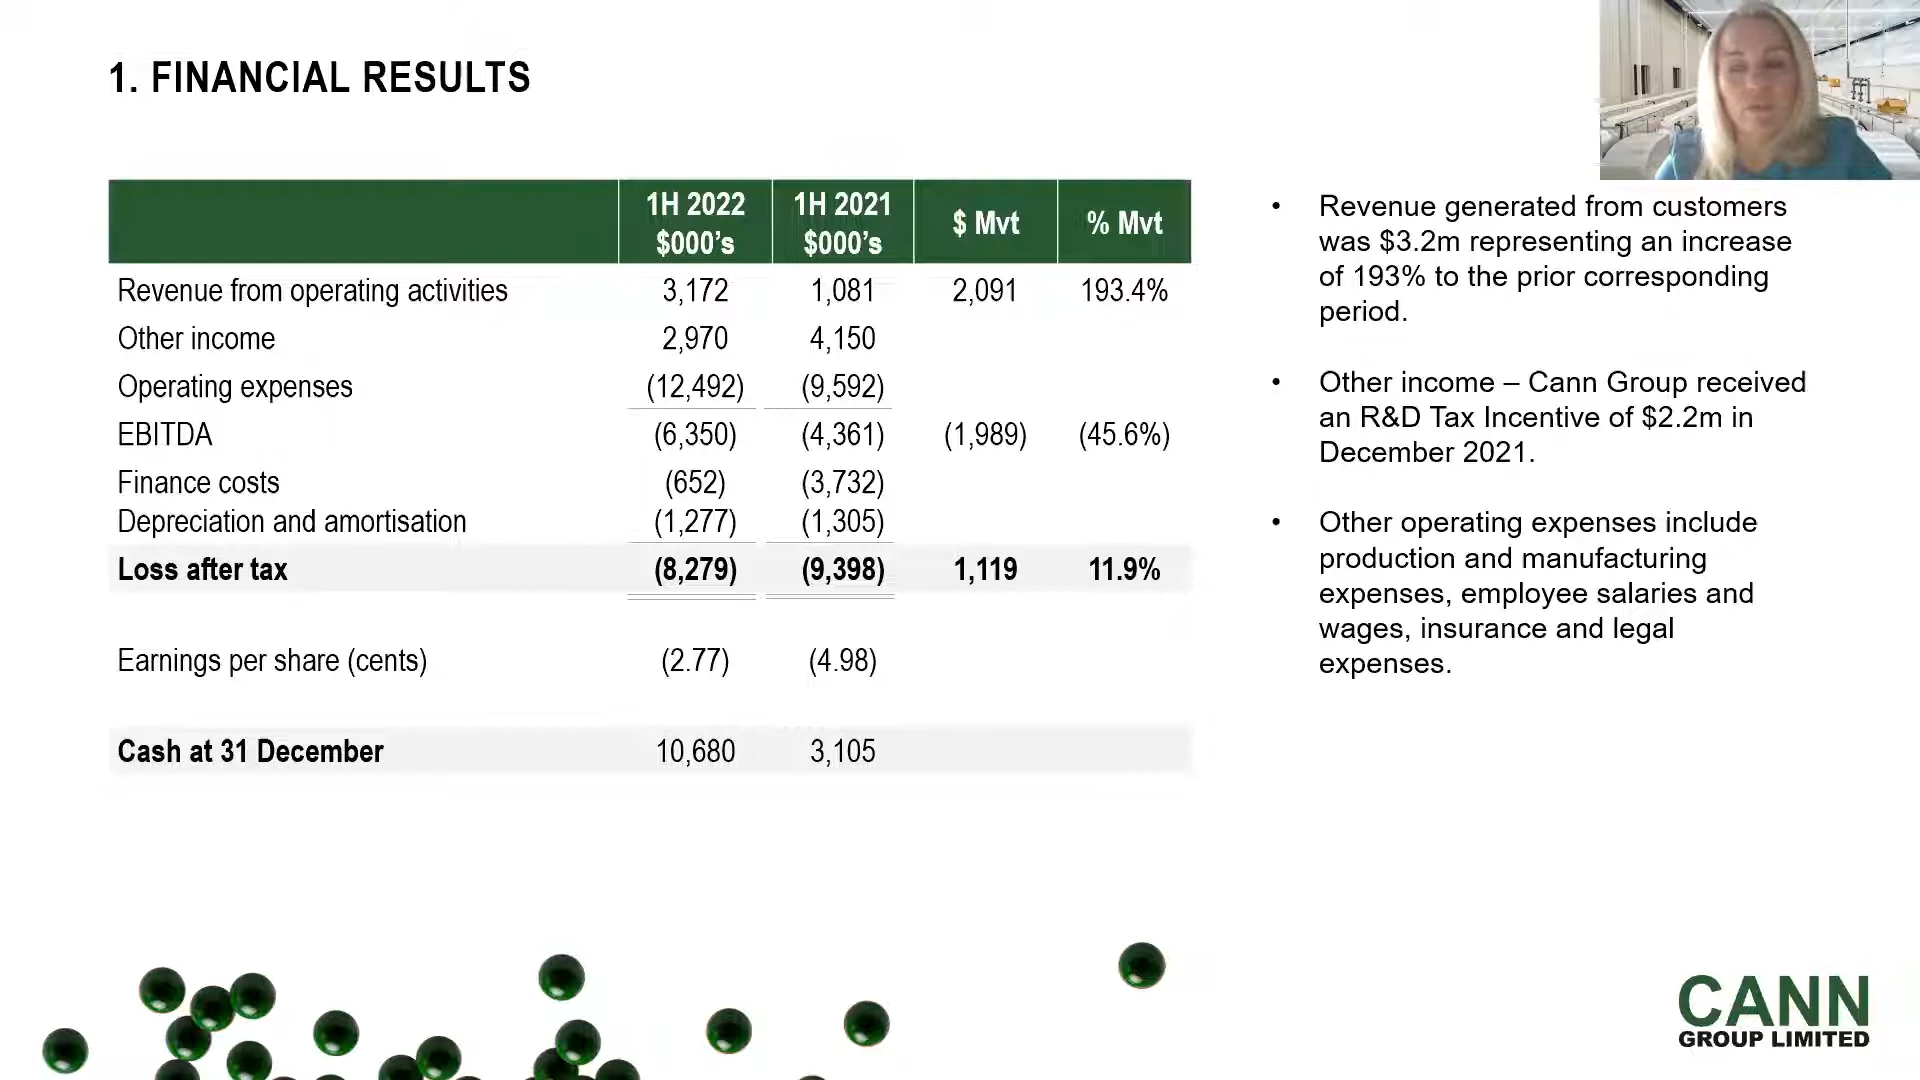 1. FINANCIAL RESULTS
1H 2022 1H 2021 $ Mvt % Mvt
$000’s $000’s
Revenue from operating activities 3,172 1,081 2,091 193.4%
Other income 2,970 4,150
Operating expenses (12,492) (9,592)
EBITDA (6,350) (4,361) (1,989) (45.6%)
Finance costs (652) (3,732)
Depreciation and amortisation (1,277) (1,305)
Loss after tax (8,279) (9,398) 1,119 11.9%
Earnings per share (cents) (2.77) (4.98)
Cash at 31 December 10,680 3,105
• Revenue generated from customers
was $3.2m representing an increase
of 193% to the prior corresponding
period.
• Other income – Cann Group received
an R&D Tax Incentive of $2.2m in
December 2021.
• Other operating expenses include
production and manufacturing
expenses, employee salaries and
wages, insurance and legal
expenses.
CANN
GROUP LIMITED